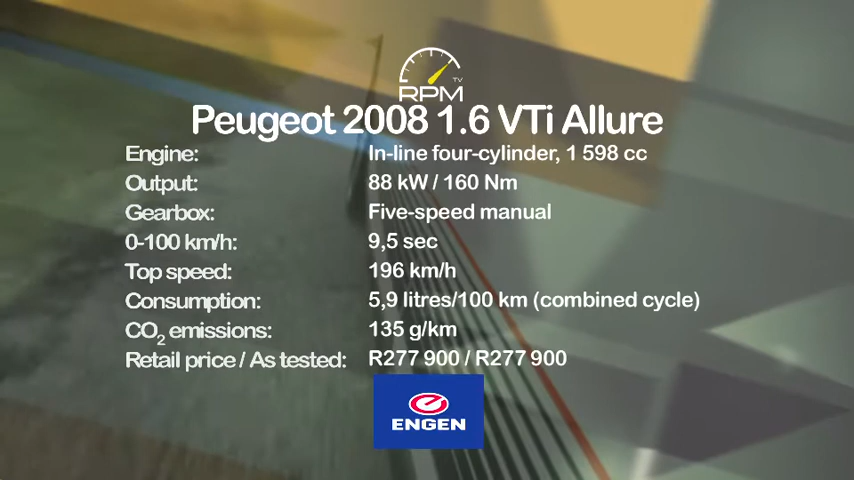 RPM TV
Peugeot 2008 1.6 VTi Allure
Engine: In-line four-cylinder, 1 598 cc
Output: 88 kW / 160 Nm
Gearbox: Five-speed manual
0-100 km/h: 9,5 sec
Top speed: 196 km/h
Consumption: 5,9 litres/100 km (combined cycle)
CO₂ emissions: 135 g/km
Retail price / As tested: R277 900 / R277 900
ENGEN